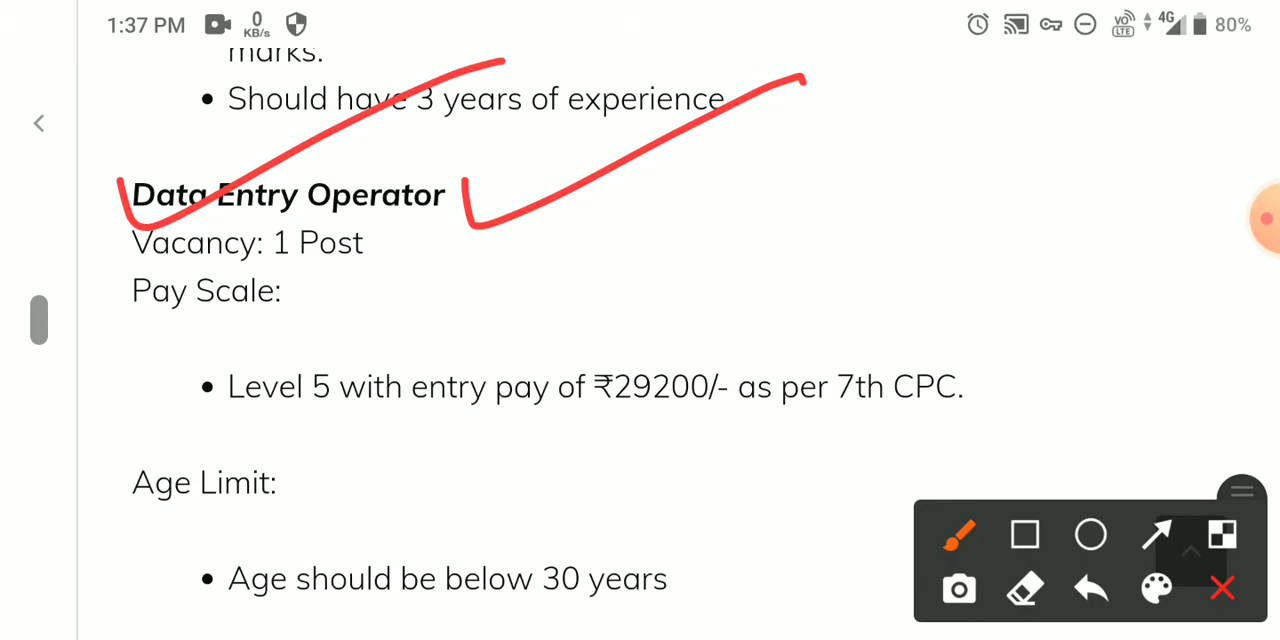 1:37 PM 0 KB/s VO LTE 4G 80%
marks.
• Should have 3 years of experience
Data Entry Operator
Vacancy: 1 Post
Pay Scale:
• Level 5 with entry pay of ₹29200/- as per 7th CPC.
Age Limit:
• Age should be below 30 years